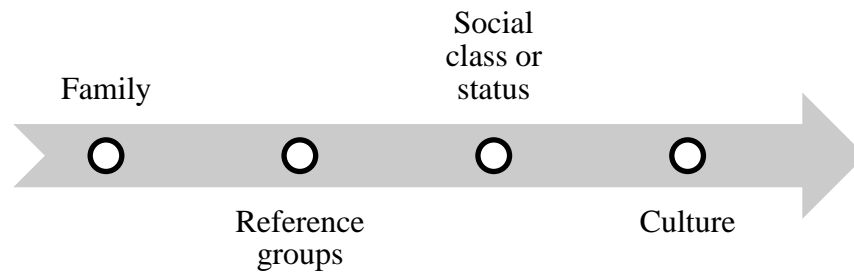 Family
Reference
groups
Social
class or
status
Culture